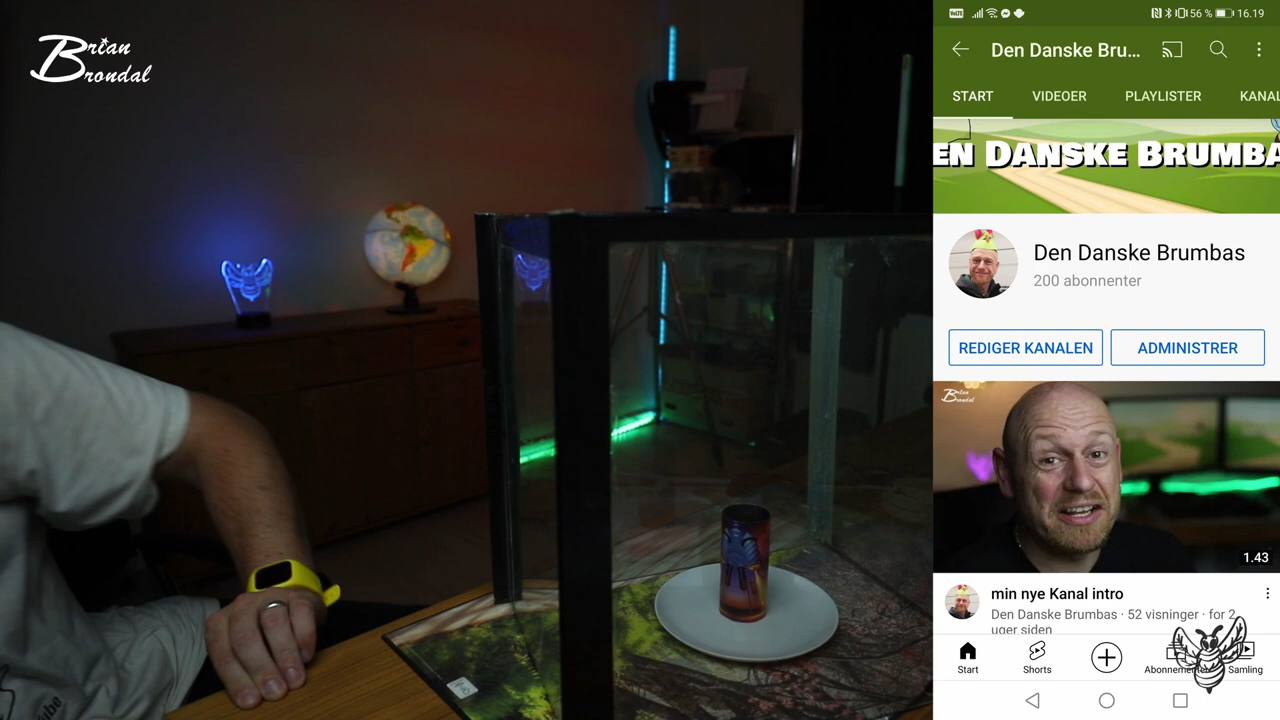 Brian
Brondal
VoLTE
56 %
16.19
Den Danske Bru...
START
VIDEOER
PLAYLISTER
KANAL
EN DANSKE BRUMBA
Den Danske Brumbas
200 abonnenter
REDIGER KANALEN
ADMINISTRER
Brian
Brondal
1.43
min nye Kanal intro
Den Danske Brumbas · 52 visninger · for 2
uger siden
Start
Shorts
Samling